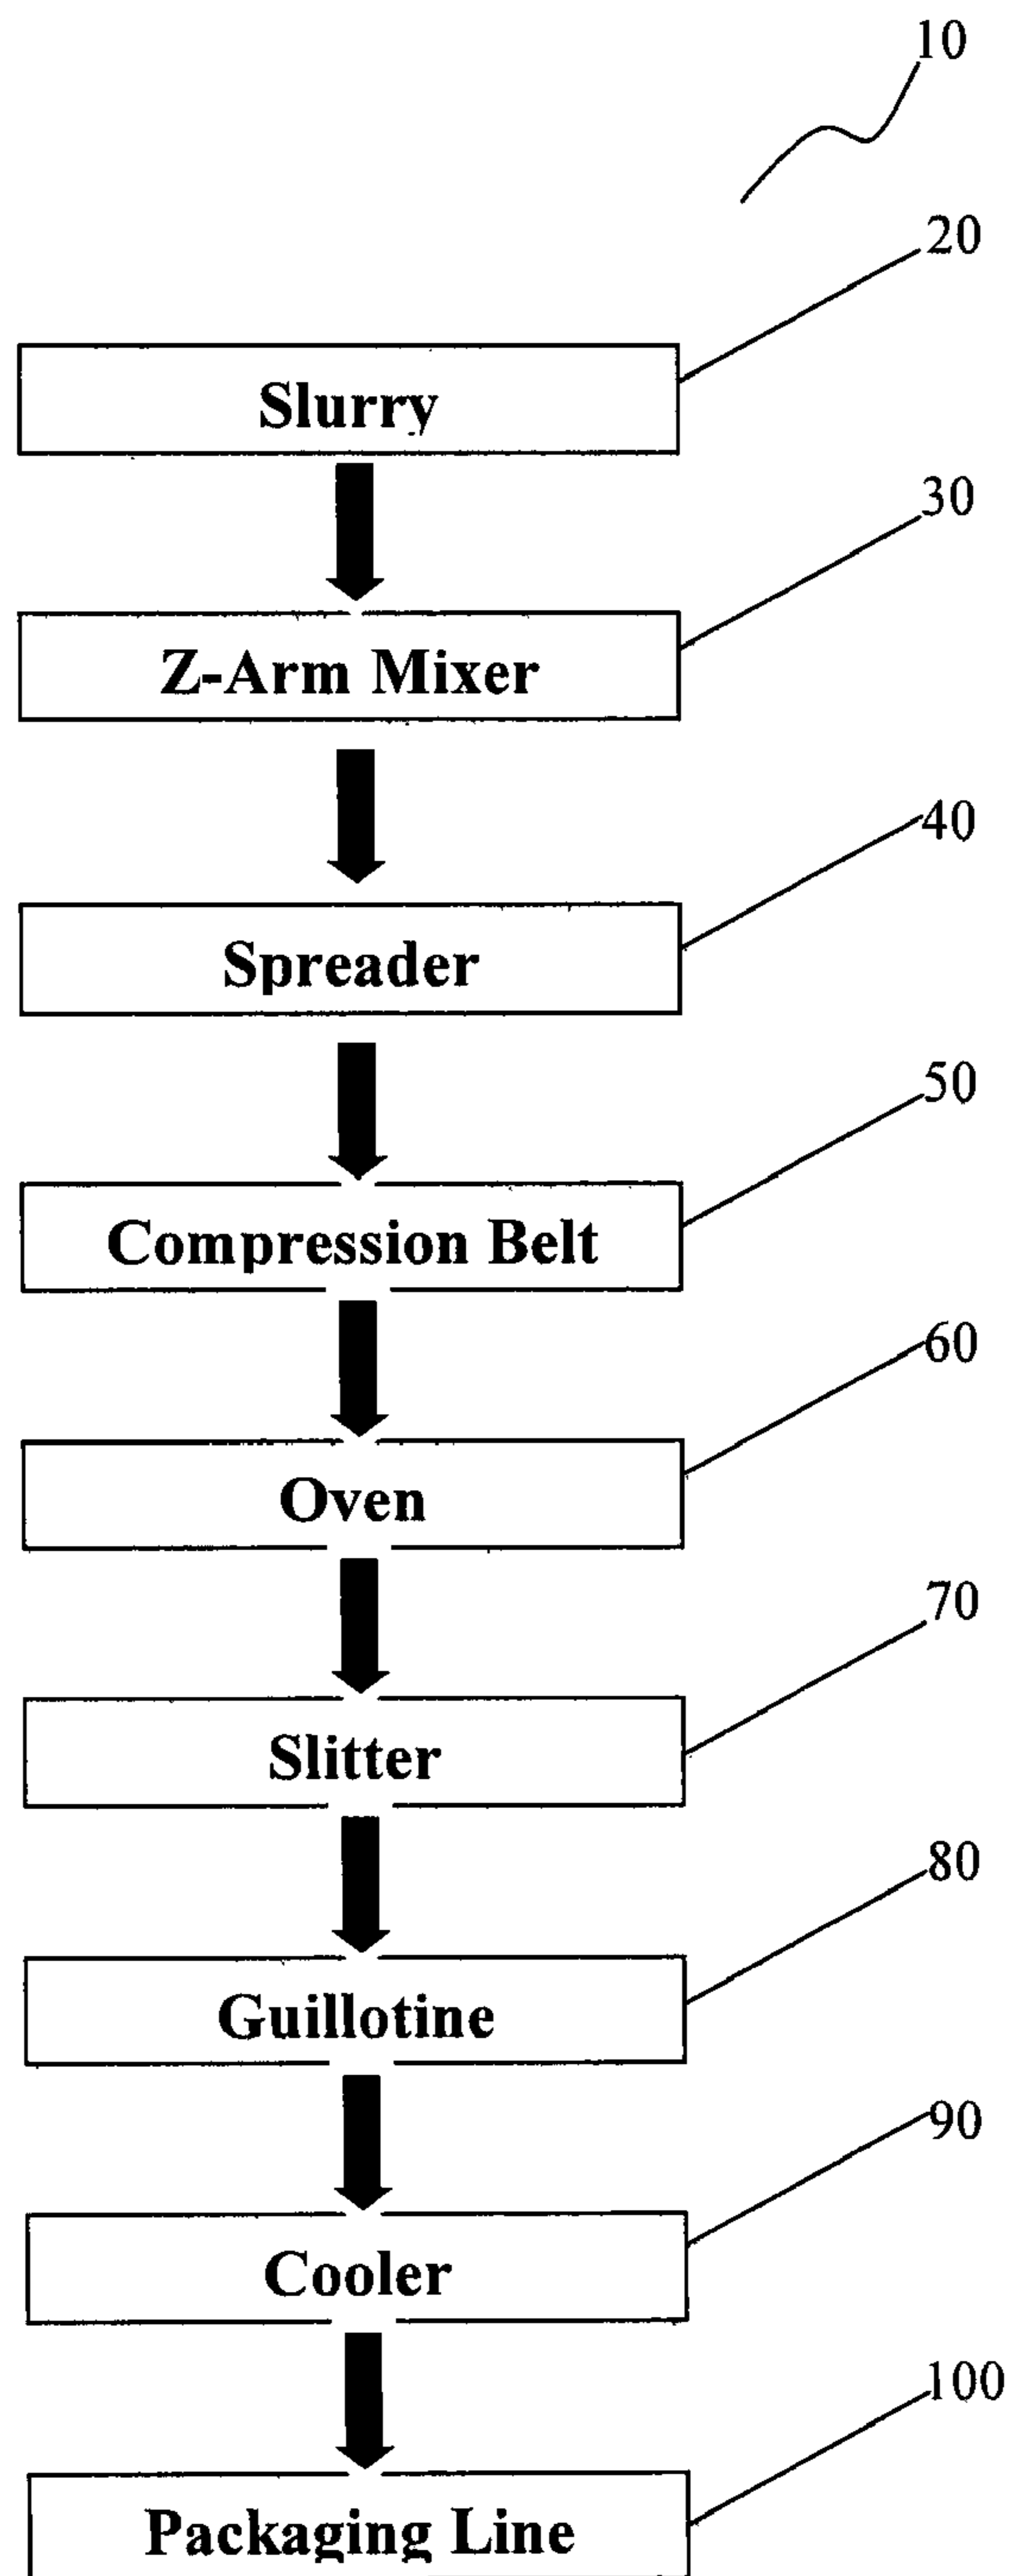 10
20
Slurry
30
Z-Arm Mixer
40
Spreader
50
Compression Belt
60
Oven
70
Slitter
80
Guillotine
90
Cooler
100
Packaging Line